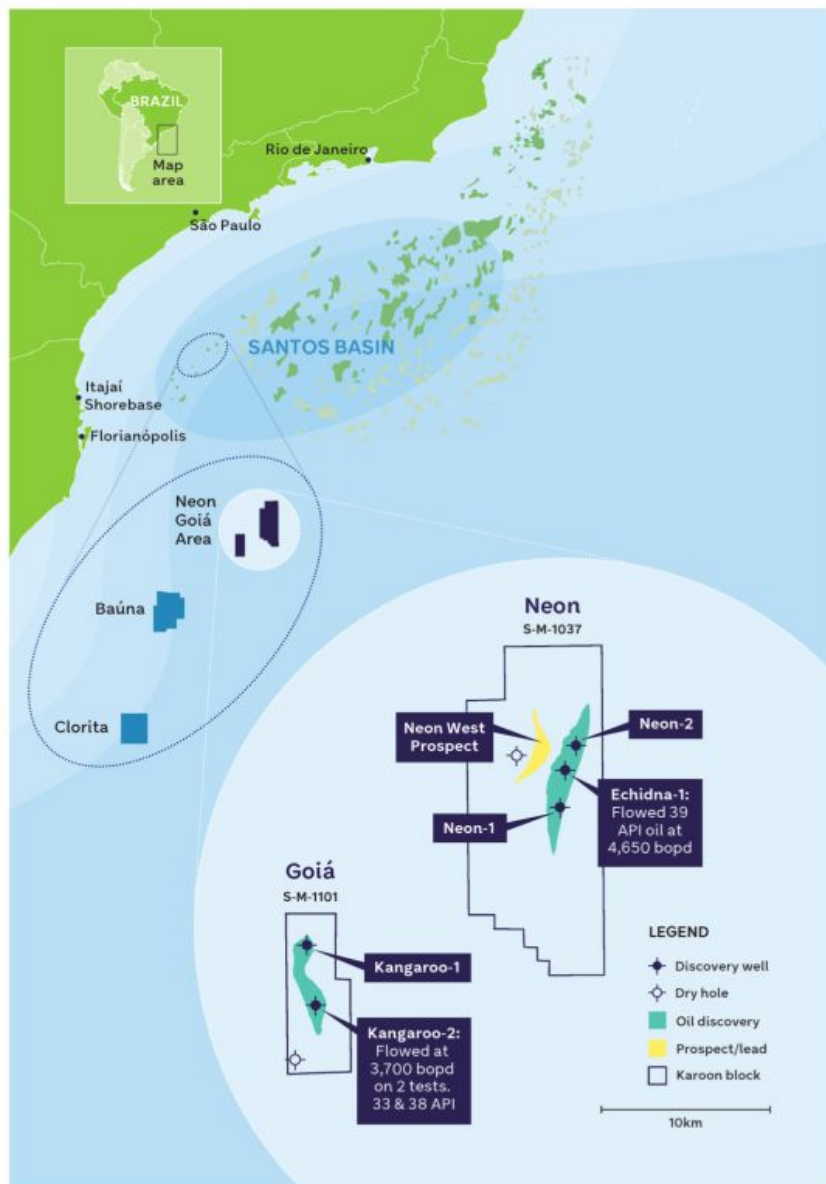 BRAZIL
Map
area
Rio de Janeiro
São Paulo
SANTOS BASIN
Itajaí
Shorebase
Florianópolis
Neon
Goiá
Area
Baúna
Clorita
Neon
S-M-1037
Neon West
Prospect
Neon-2
Echidna-1:
Flowed 39
API oil at
4,650 bopd
Neon-1
Goiá
S-M-1101
Kangaroo-1
Kangaroo-2:
Flowed at
3,700 bopd
on 2 tests.
33 & 38 API
LEGEND
Discovery well
Dry hole
Oil discovery
Prospect/lead
Karoon block
10km